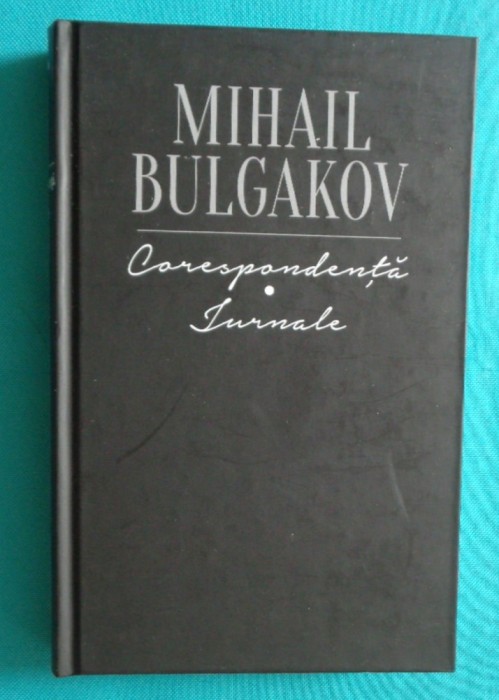 MIHAIL
BULGAKOV
Corespondență
•
Jurnale